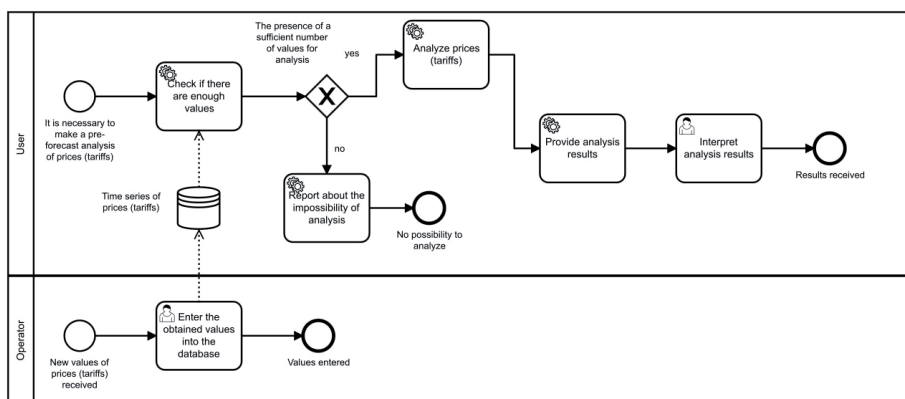 The presence of a
sufficient number
of values for
analysis
yes
Analyze prices
(tariffs)
Check if there
are enough
values
It is necessary to
make a pre-
forecast analysis
of prices (tariffs)
User
no
Provide analysis
results
Interpret
analysis results
Results received
Time series of
prices (tariffs)
Report about the
impossibility of
analysis
No possibility to
analyze
Operator
Enter the
obtained values
into the
database
New values of
prices (tariffs)
received
Values entered